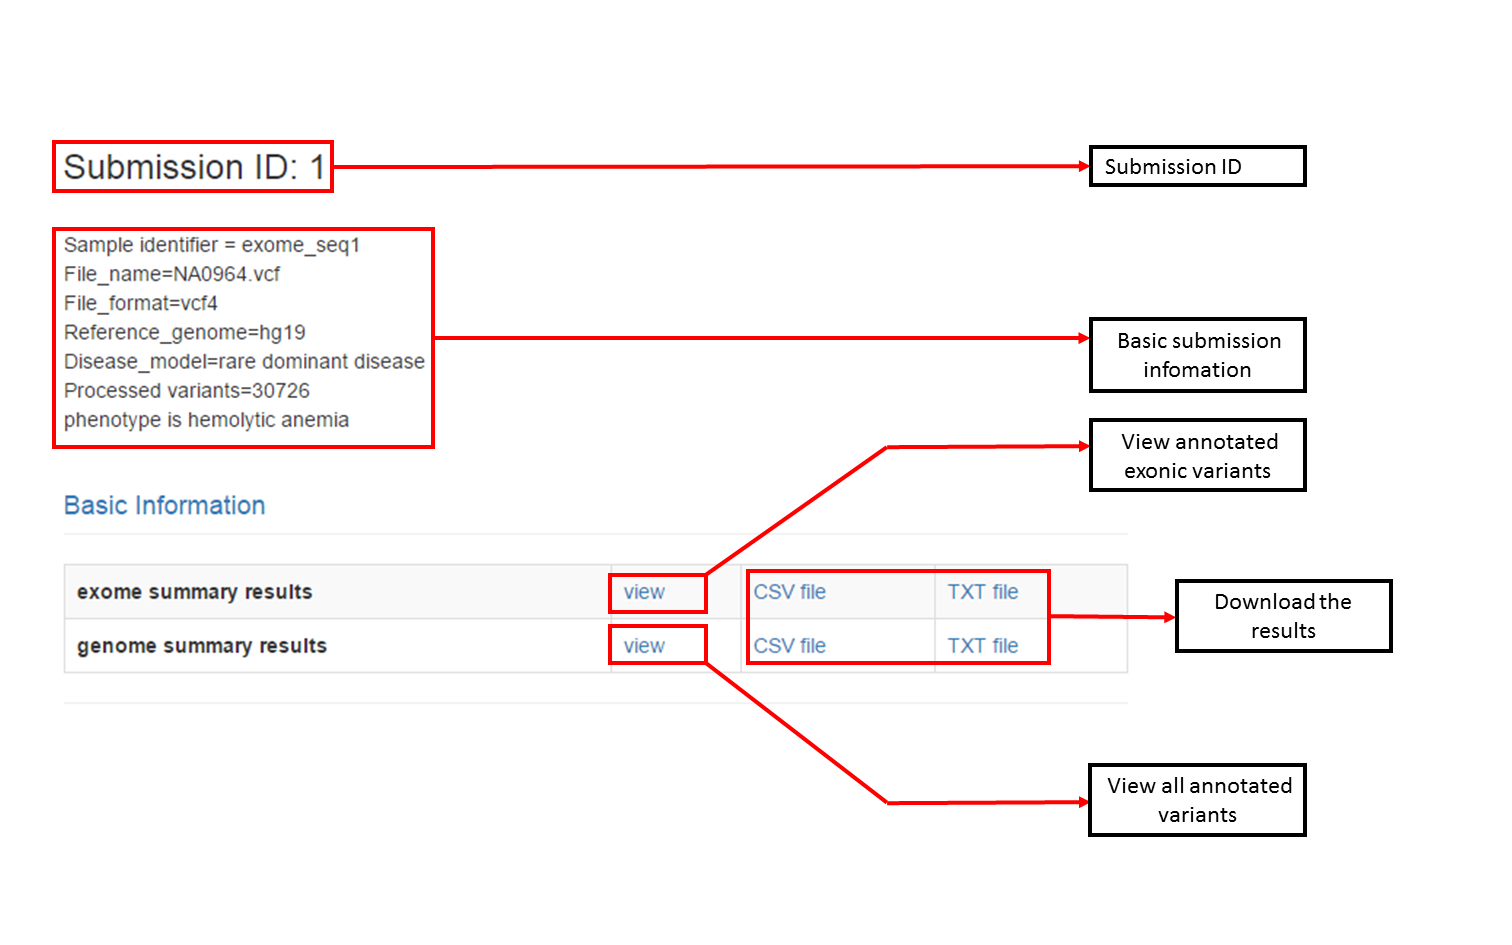 Submission ID: 1
Submission ID
Sample identifier = exome_seq1
File_name=NA0964.vcf
File_format=vcf4
Reference_genome=hg19
Disease_model=rare dominant disease
Processed variants=30726
phenotype is hemolytic anemia
Basic submission
infomation
View annotated
exonic variants
Basic Information
exome summary results view CSV file TXT file
genome summary results view CSV file TXT file
Download the
results
View all annotated
variants